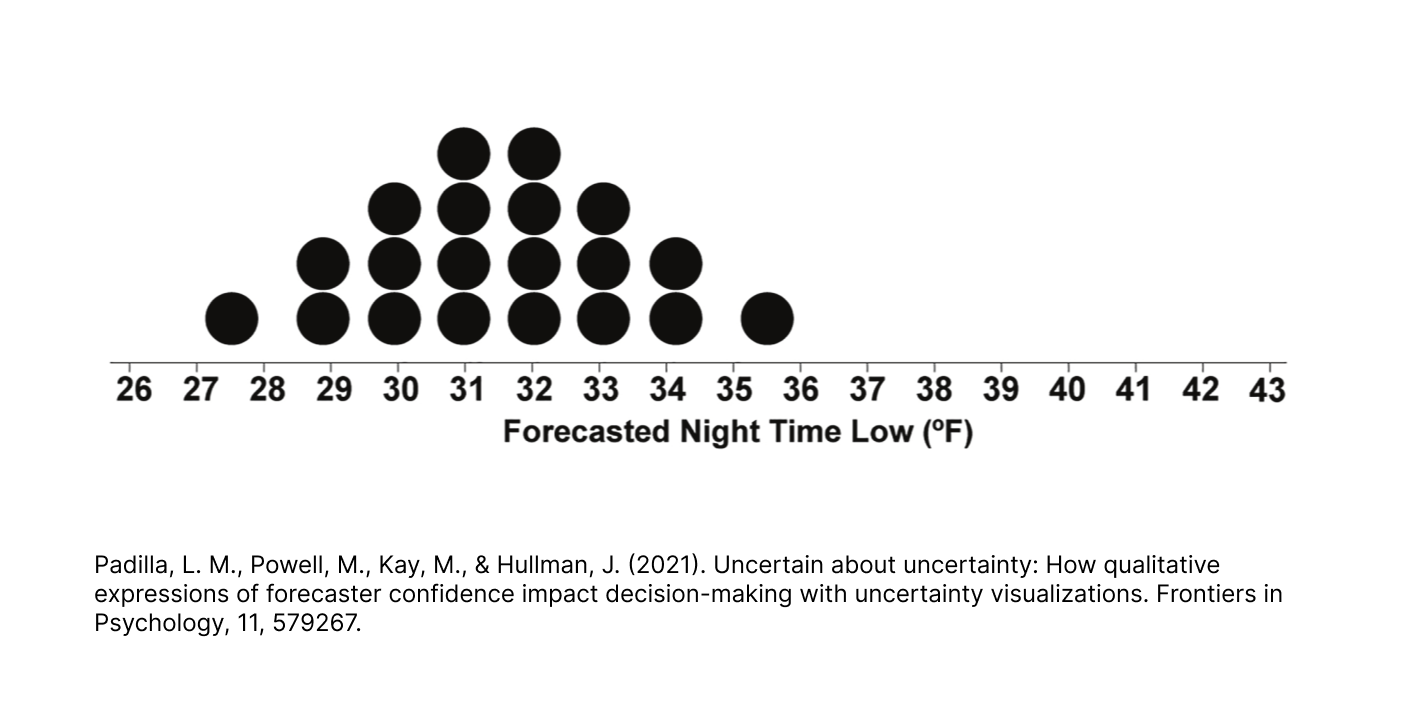 26 27 28 29 30 31 32 33 34 35 36 37 38 39 40 41 42 43
Forecasted Night Time Low (ºF)
Padilla, L. M., Powell, M., Kay, M., & Hullman, J. (2021). Uncertain about uncertainty: How qualitative
expressions of forecaster confidence impact decision-making with uncertainty visualizations. Frontiers in
Psychology, 11, 579267.